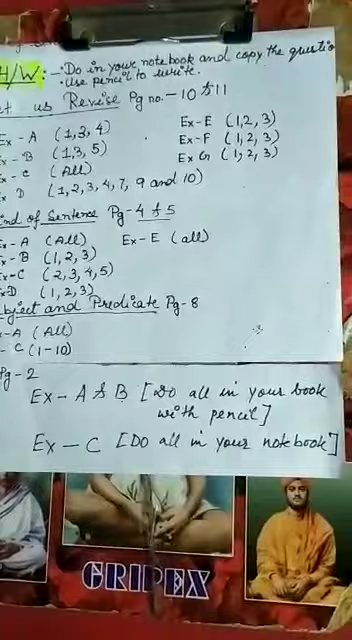 H/W:- Do in your notebook and copy the questio
- Use pencil to write.
et us Revise Pg no. - 10 & 11
Ex - A (1,3,4)
Ex - B (1,3,5)
Ex - C (All)
Ex D (1,2,3,4,7,9 and 10)
Ex - E (1,2,3)
Ex - F (1,2,3)
Ex G (1,2,3)
ind of Sentence Pg - 4 & 5
Ex - A (All)
Ex - B (1,2,3)
Ex - C (2,3,4,5)
Ex D (1,2,3)
Ex - E (all)
bject and Predicate Pg - 8
x - A (All)
- C (1-10)
Pg - 2
Ex - A & B [Do all in your book
with pencil]
Ex - C [Do all in your notebook]
GRIPEX